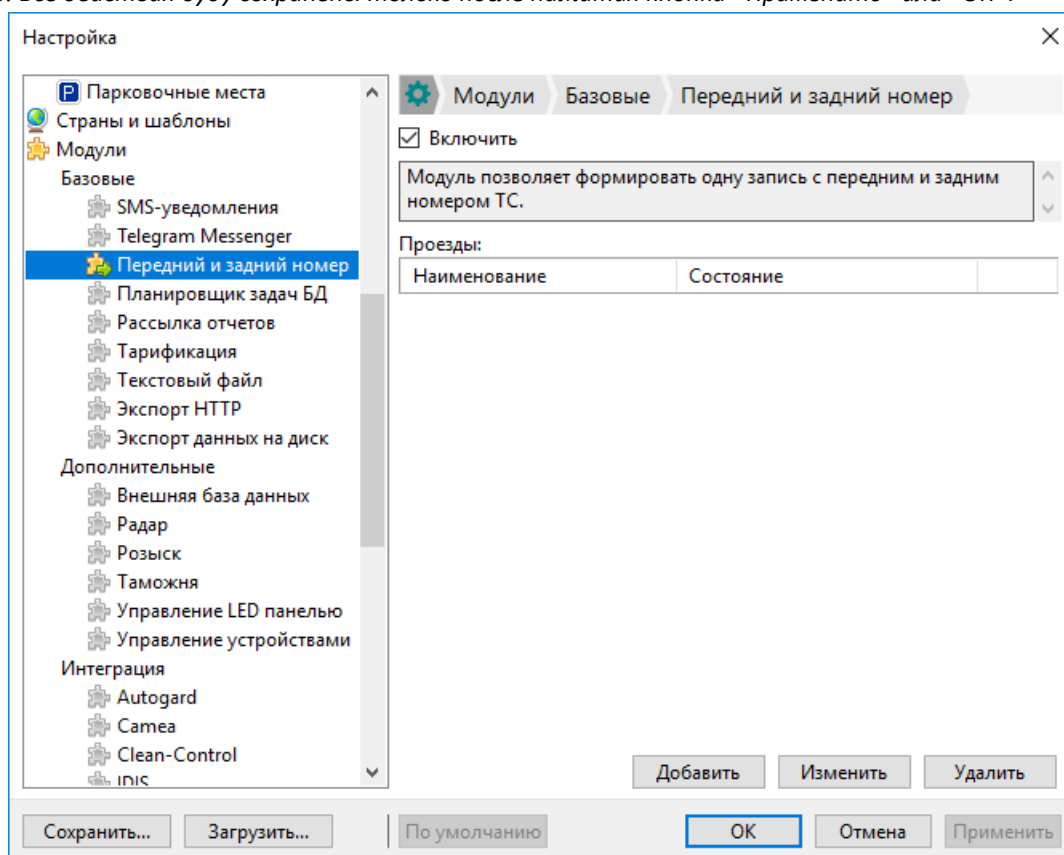 Настройка
Парковочные места
Страны и шаблоны
Модули
Базовые
SMS-уведомления
Telegram Messenger
Передний и задний номер
Планировщик задач БД
Рассылка отчетов
Тарификация
Текстовый файл
Экспорт HTTP
Экспорт данных на диск
Дополнительные
Внешняя база данных
Радар
Розыск
Таможня
Управление LED панелью
Управление устройствами
Интеграция
Autogard
Camea
Clean-Control
IDIS
Модули Базовые Передний и задний номер
Включить
Модуль позволяет формировать одну запись с передним и задним
номером ТС.
Проезды:
Наименование Состояние
Добавить Изменить Удалить
Сохранить... Загрузить... По умолчанию OK Отмена Применить